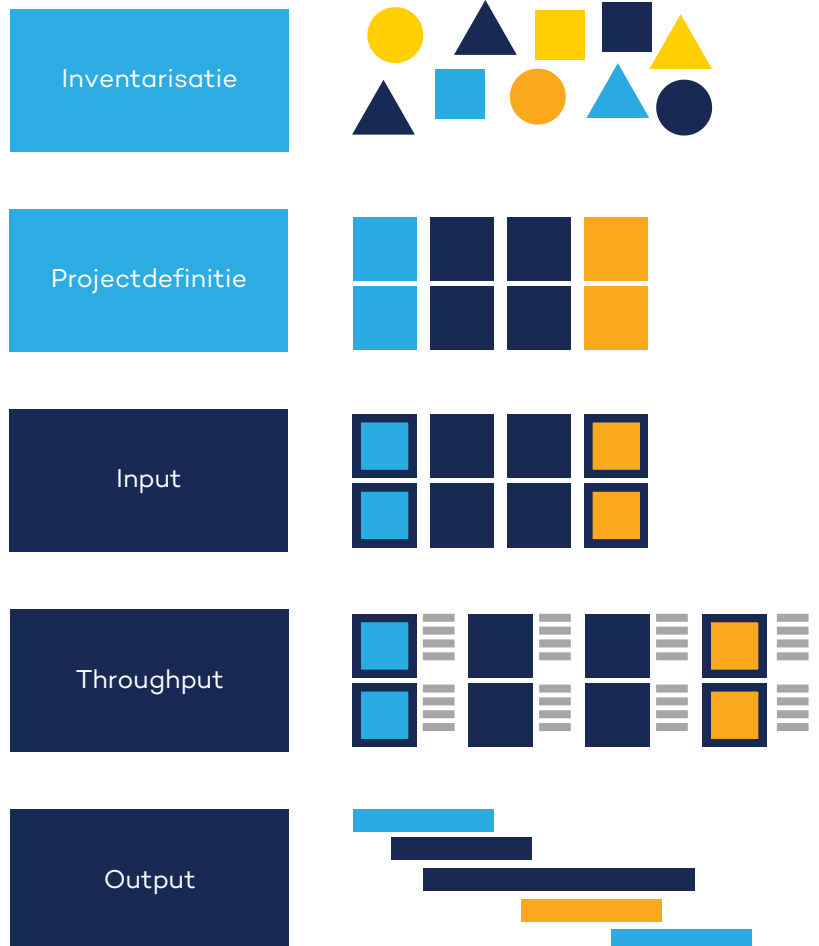 Inventarisatie
Projectdefinitie
Input
Throughput
Output